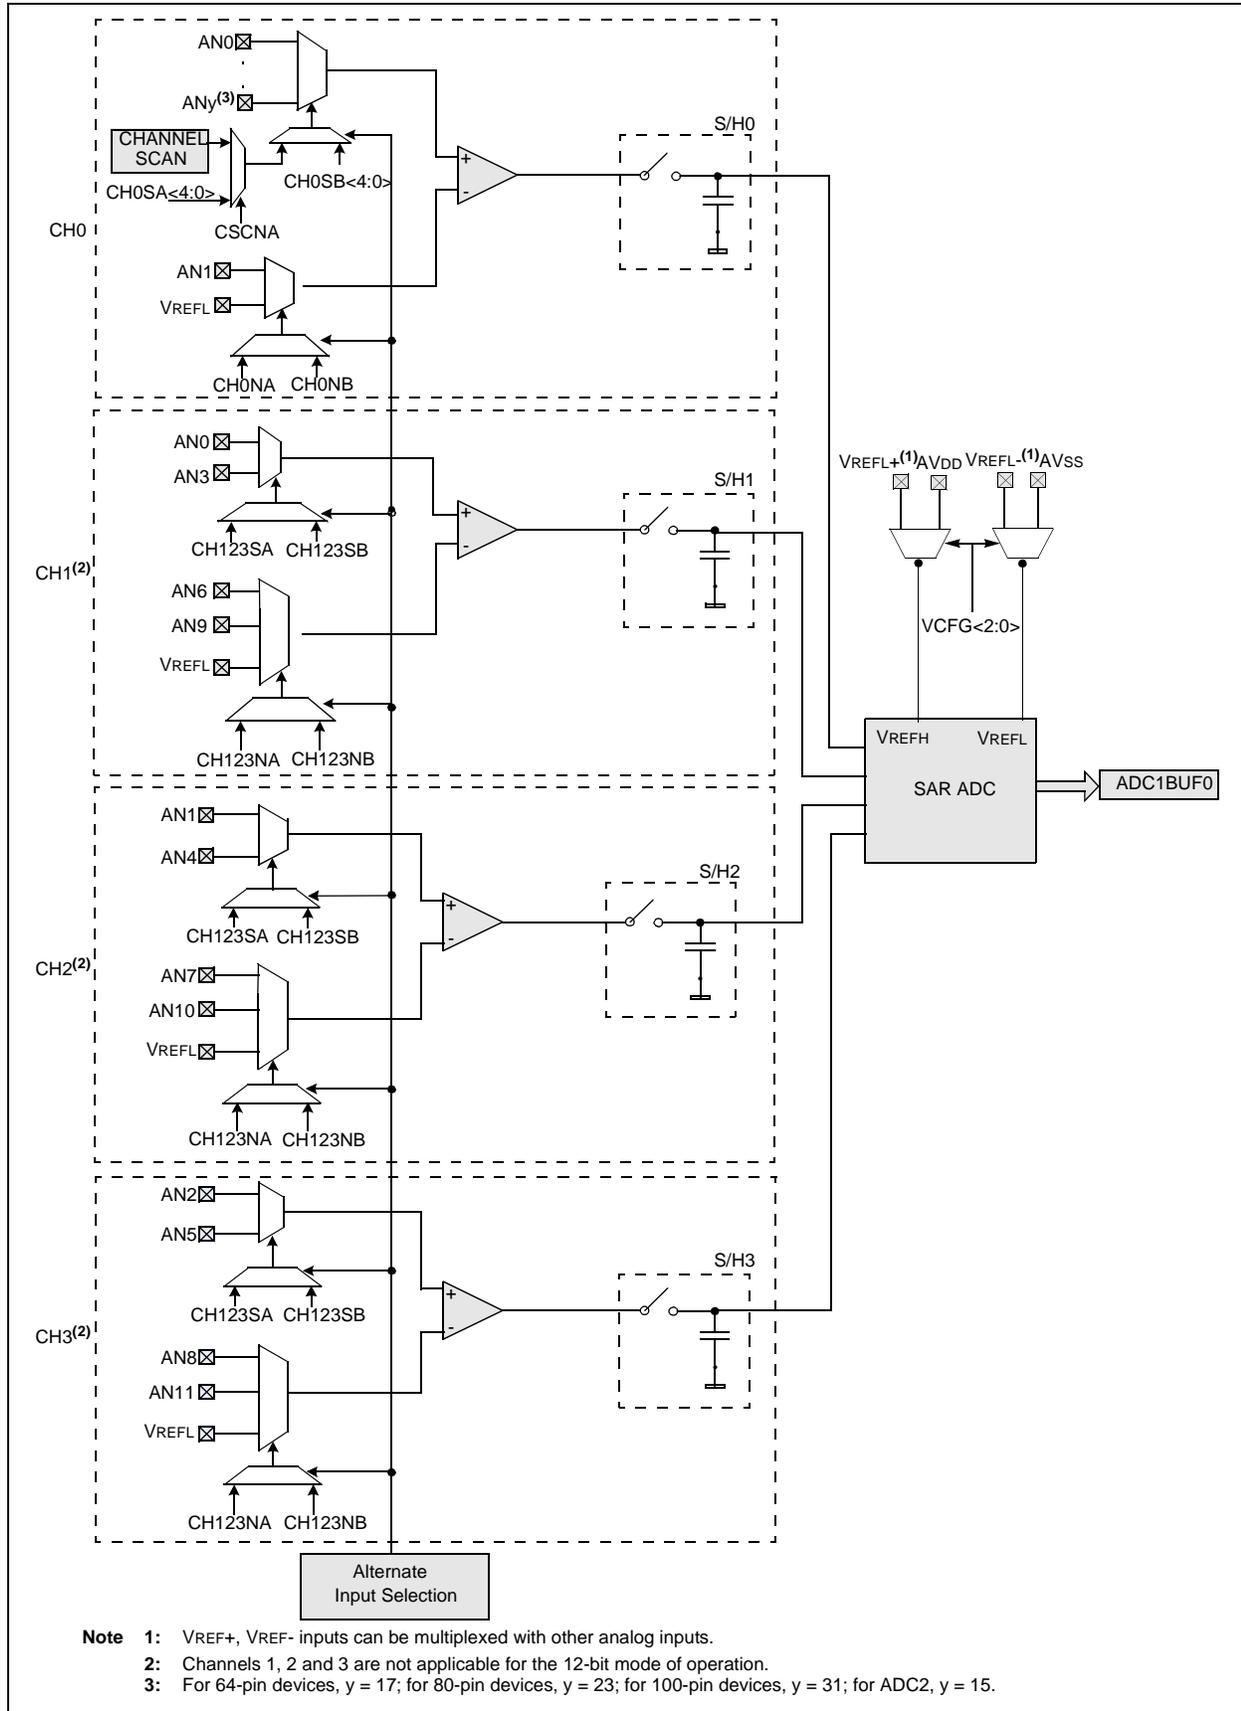 AN0
ANy(3)
CHANNEL
SCAN
CH0SA<4:0>
CH0SB<4:0>
CSCNA
CH0
AN1
VREFL
CH0NA
CH0NB
+
-
S/H0
AN0
AN3
CH123SA
CH123SB
CH1(2)
AN6
AN9
VREFL
CH123NA
CH123NB
+
-
S/H1
VREFL+(1)AVDD
VREFL-(1)AVSS
VCFG<2:0>
VREFH
VREFL
SAR ADC
ADC1BUF0
AN1
AN4
CH123SA
CH123SB
CH2(2)
AN7
AN10
VREFL
CH123NA
CH123NB
+
-
S/H2
AN2
AN5
CH123SA
CH123SB
CH3(2)
AN8
AN11
VREFL
CH123NA
CH123NB
+
-
S/H3
Alternate
Input Selection
Note 1: VREF+, VREF- inputs can be multiplexed with other analog inputs.
2: Channels 1, 2 and 3 are not applicable for the 12-bit mode of operation.
3: For 64-pin devices, y = 17; for 80-pin devices, y = 23; for 100-pin devices, y = 31; for ADC2, y = 15.